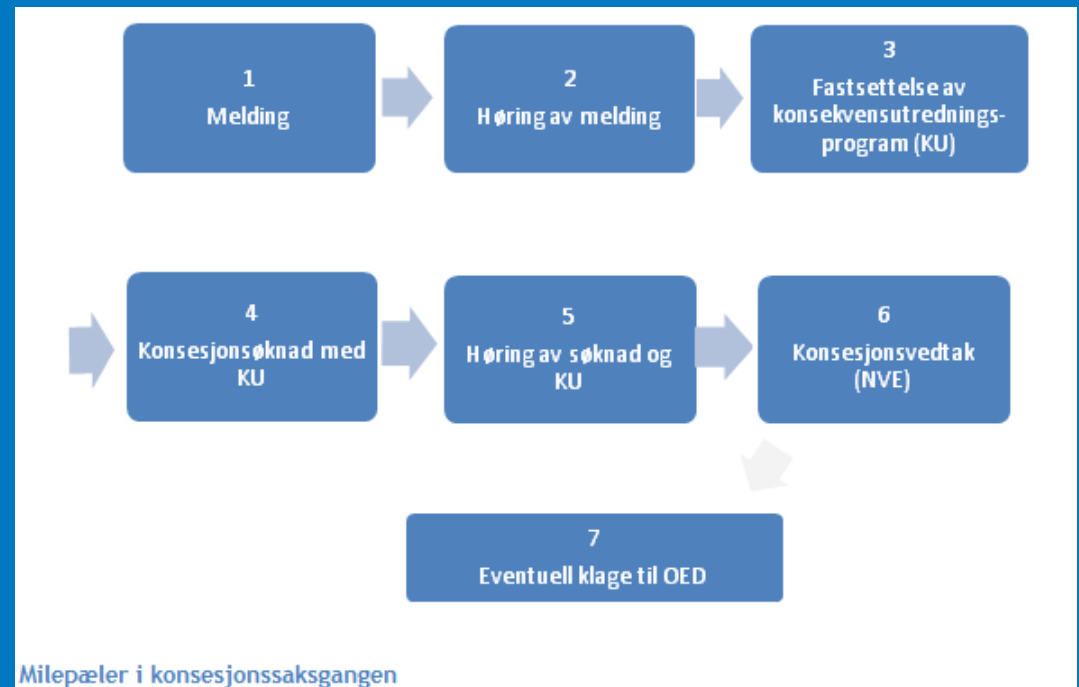 1
Melding
2
Høring av melding
3
Fastsettelse av
konsekvensutrednings-
program (KU)
4
Konsesjonsøknad med
KU
5
Høring av søknad og
KU
6
Konsesjonsvedtak
(NVE)
7
Eventuell klage til OED
Milepæler i konsesjonssaksgangen